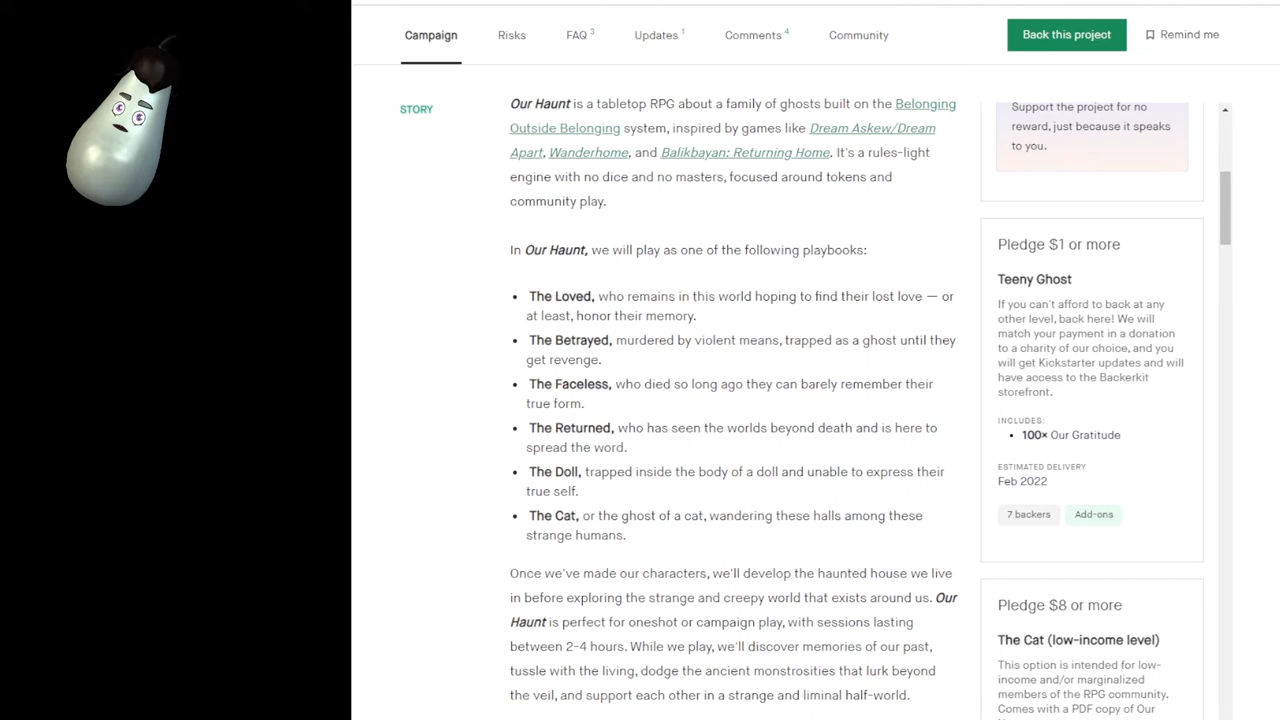 Campaign
Risks
FAQ 3
Updates 1
Comments 4
Community
Back this project
Remind me
STORY
Our Haunt is a tabletop RPG about a family of ghosts built on the Belonging
Outside Belonging system, inspired by games like Dream Askew/Dream
Apart, Wanderhome, and Balikbayan: Returning Home. It's a rules-light
engine with no dice and no masters, focused around tokens and
community play.
In Our Haunt, we will play as one of the following playbooks:
• The Loved, who remains in this world hoping to find their lost love — or
at least, honor their memory.
• The Betrayed, murdered by violent means, trapped as a ghost until they
get revenge.
• The Faceless, who died so long ago they can barely remember their
true form.
• The Returned, who has seen the worlds beyond death and is here to
spread the word.
• The Doll, trapped inside the body of a doll and unable to express their
true self.
• The Cat, or the ghost of a cat, wandering these halls among these
strange humans.
Once we've made our characters, we'll develop the haunted house we live
in before exploring the strange and creepy world that exists around us. Our
Haunt is perfect for oneshot or campaign play, with sessions lasting
between 2-4 hours. While we play, we'll discover memories of our past,
tussle with the living, dodge the ancient monstrosities that lurk beyond
the veil, and support each other in a strange and liminal half-world.
Support the project for no
reward, just because it speaks
to you.
Pledge $1 or more
Teeny Ghost
If you can't afford to back at any
other level, back here! We will
match your payment in a donation
to a charity of our choice, and you
will get Kickstarter updates and will
have access to the Backerkit
storefront.
INCLUDES:
• 100× Our Gratitude
ESTIMATED DELIVERY
Feb 2022
7 backers
Add-ons
Pledge $8 or more
The Cat (low-income level)
This option is intended for low-
income and/or marginalized
members of the RPG community.
Comes with a PDF copy of Our